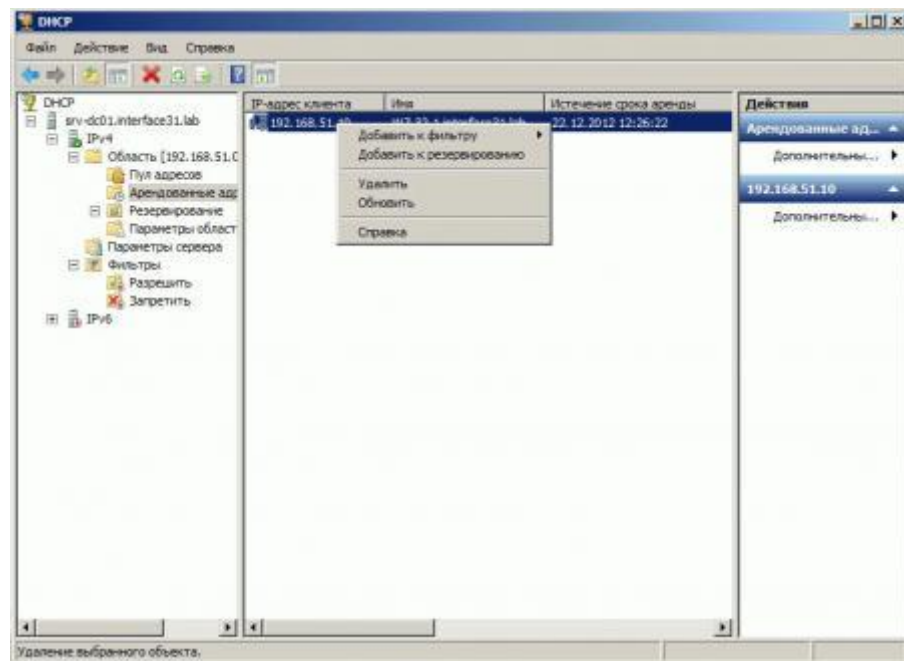 DHCP
Файл Действие Вид Справка
DHCP
srv-dc01.interface31.lab
IPv4
Область [192.168.51.0
Пул адресов
Арендованные адр
Резервирование
Параметры област
Параметры сервера
Фильтры
Разрешить
Запретить
IPv6
IP-адрес клиента Имя Истечение срока аренды
192.168.51.10 22.12.2012 12:26:22
Добавить к фильтру
Добавить к резервированию
Удалить
Обновить
Справка
Действия
Арендованные ад...
Дополнительны...
192.168.51.10
Дополнительны...
Удаление выбранного объекта.